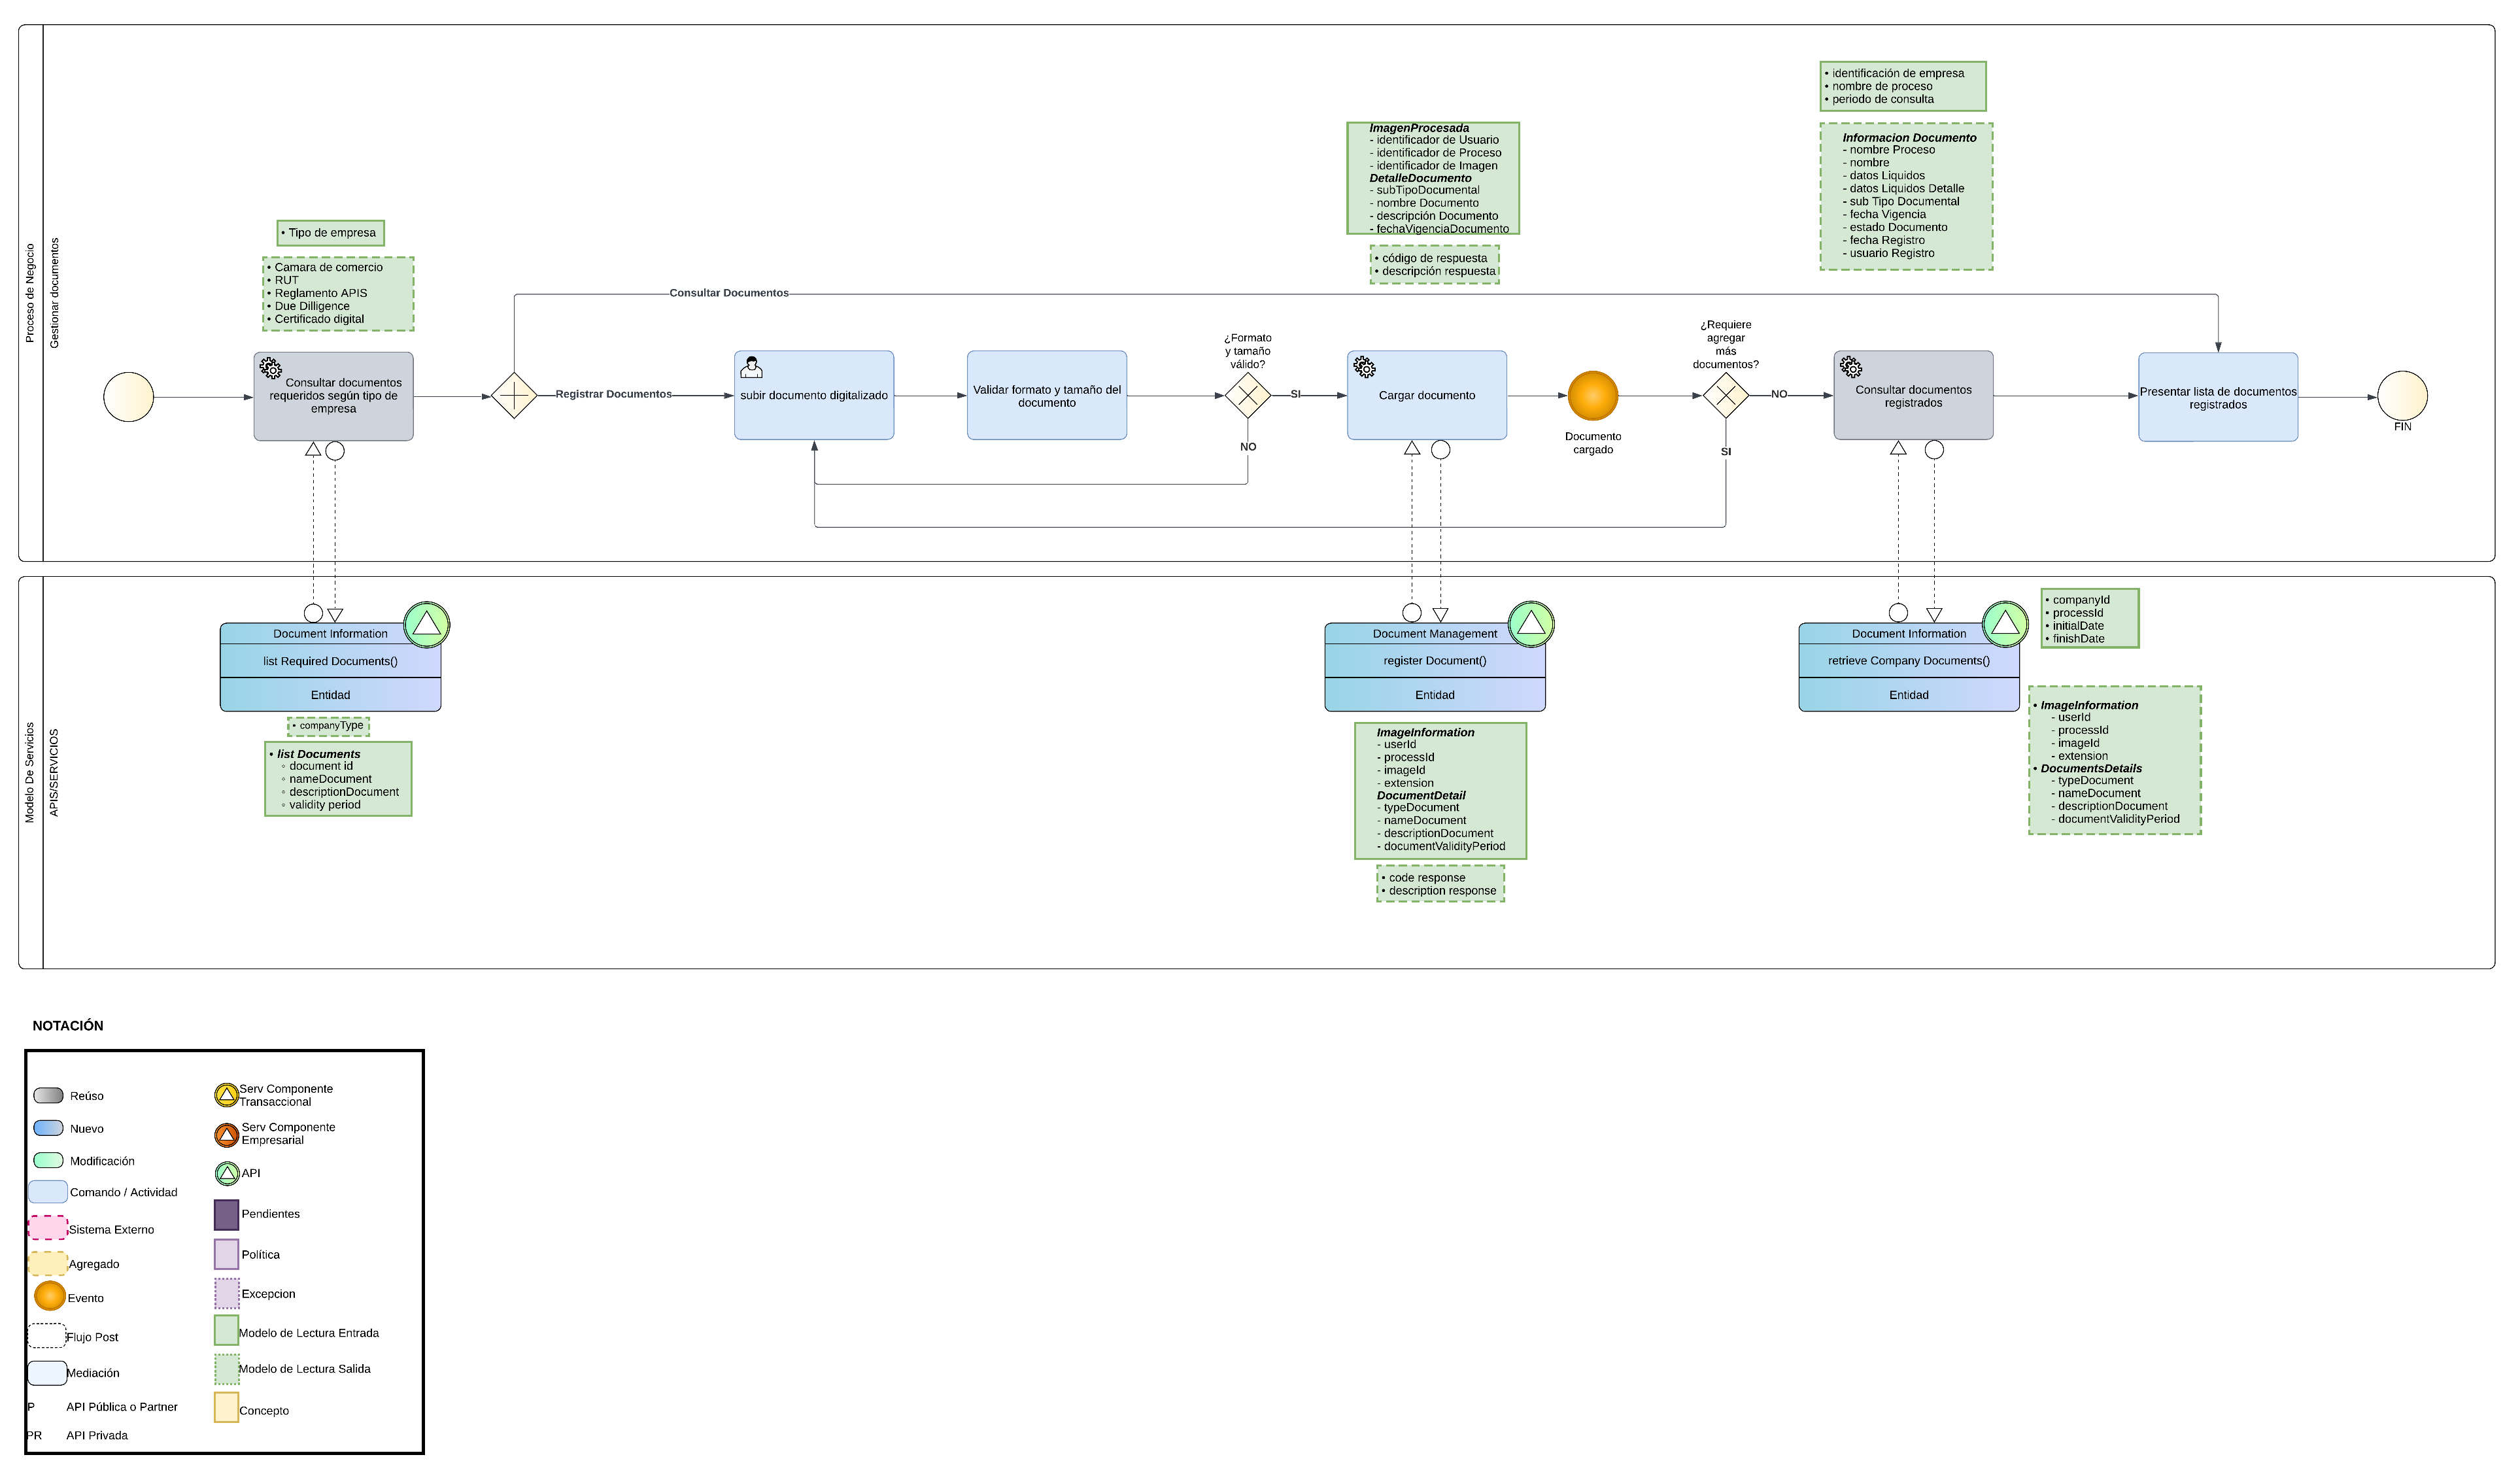 Proceso de Negocio
Gestionar documentos
• identificación de empresa
• nombre de proceso
• periodo de consulta
ImagenProcesada
- identificador de Usuario
- identificador de Proceso
- identificador de Imagen
DetalleDocumento
- subTipoDocumental
- nombre Documento
- descripción Documento
- fechaVigenciaDocumento
Informacion Documento
- nombre Proceso
- nombre
- datos Liquidos
- datos Liquidos Detalle
- sub Tipo Documental
- fecha Vigencia
- estado Documento
- fecha Registro
- usuario Registro
• Tipo de empresa
• Camara de comercio
• RUT
• Reglamento APIS
• Due Dilligence
• Certificado digital
• código de respuesta
• descripción respuesta
Consultar Documentos
Consultar documentos
requeridos según tipo de
empresa
Registrar Documentos
subir documento digitalizado
Validar formato y tamaño del
documento
¿Formato
y tamaño
válido?
SI
NO
Cargar documento
Documento
cargado
¿Requiere
agregar
más
documentos?
NO
SI
Consultar documentos
registrados
Presentar lista de documentos
registrados
FIN
Modelo De Servicios
APIS/SERVICIOS
Document Information
list Required Documents()
Entidad
• companyType
• list Documents
◦ document id
◦ nameDocument
◦ descriptionDocument
◦ validity period
Document Management
register Document()
Entidad
ImageInformation
- userId
- processId
- imageId
- extension
DocumentDetail
- typeDocument
- nameDocument
- descriptionDocument
- documentValidityPeriod
• code response
• description response
Document Information
retrieve Company Documents()
Entidad
• companyId
• processId
• initialDate
• finishDate
• ImageInformation
- userId
- processId
- imageId
- extension
• DocumentsDetails
- typeDocument
- nameDocument
- descriptionDocument
- documentValidityPeriod
NOTACIÓN
Reúso
Nuevo
Modificación
Comando / Actividad
Sistema Externo
Agregado
Evento
Flujo Post
Mediación
P API Pública o Partner
PR API Privada
Serv Componente
Transaccional
Serv Componente
Empresarial
API
Pendientes
Política
Excepcion
Modelo de Lectura Entrada
Modelo de Lectura Salida
Concepto